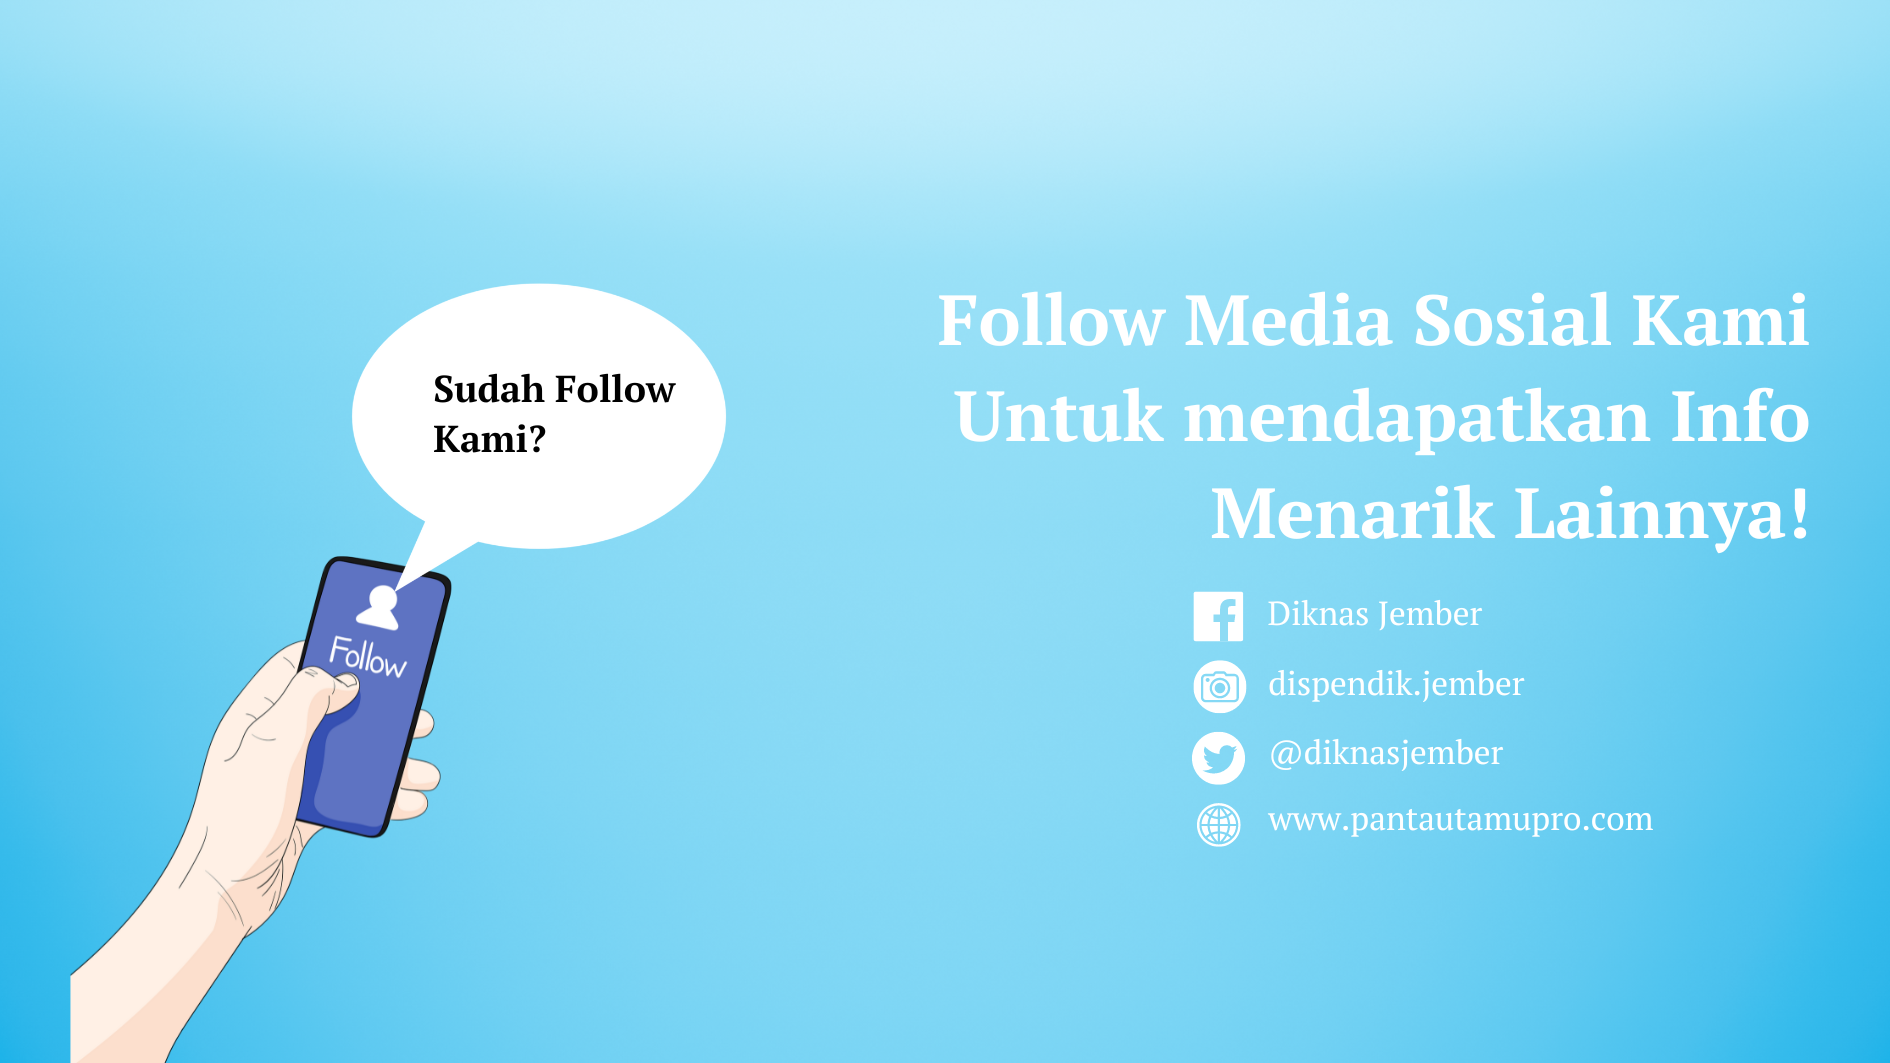 Sudah Follow
Kami?
Follow
Follow Media Sosial Kami
Untuk mendapatkan Info
Menarik Lainnya!
Diknas Jember
dispendik.jember
@diknasjember
www.pantautamupro.com